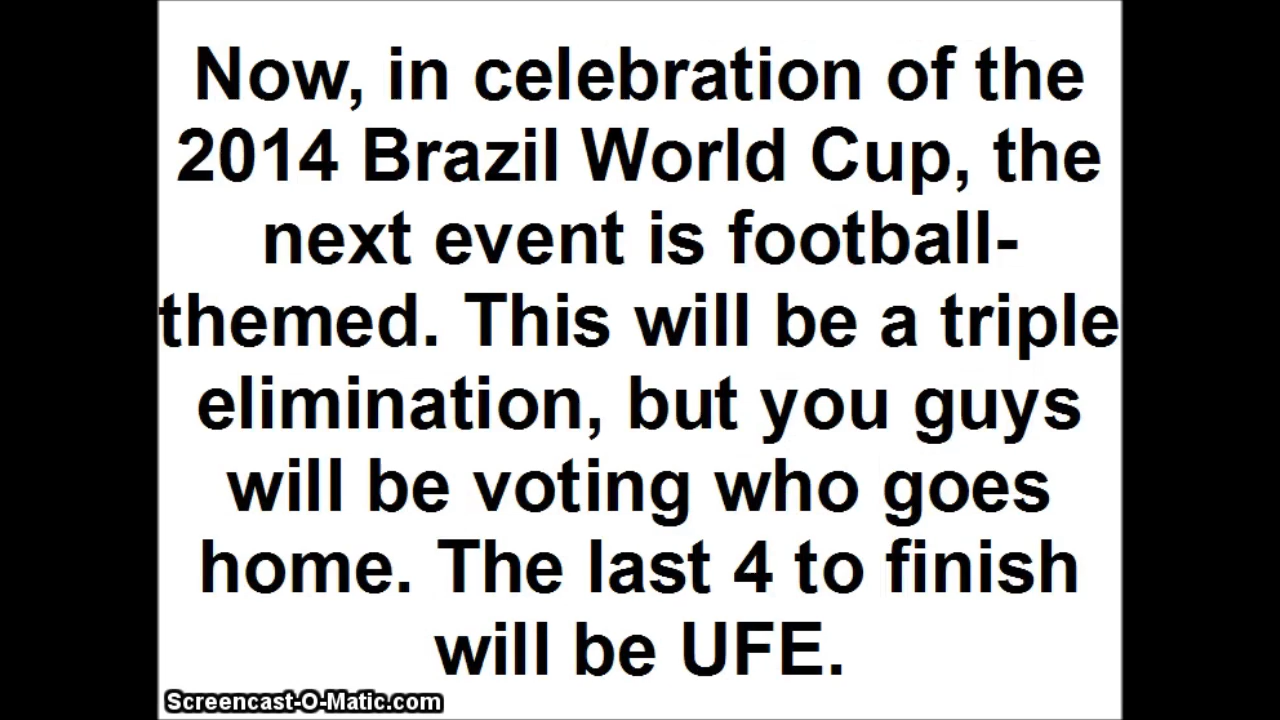 Now, in celebration of the
2014 Brazil World Cup, the
next event is football-
themed. This will be a triple
elimination, but you guys
will be voting who goes
home. The last 4 to finish
will be UFE.
Screencast-O-Matic.com